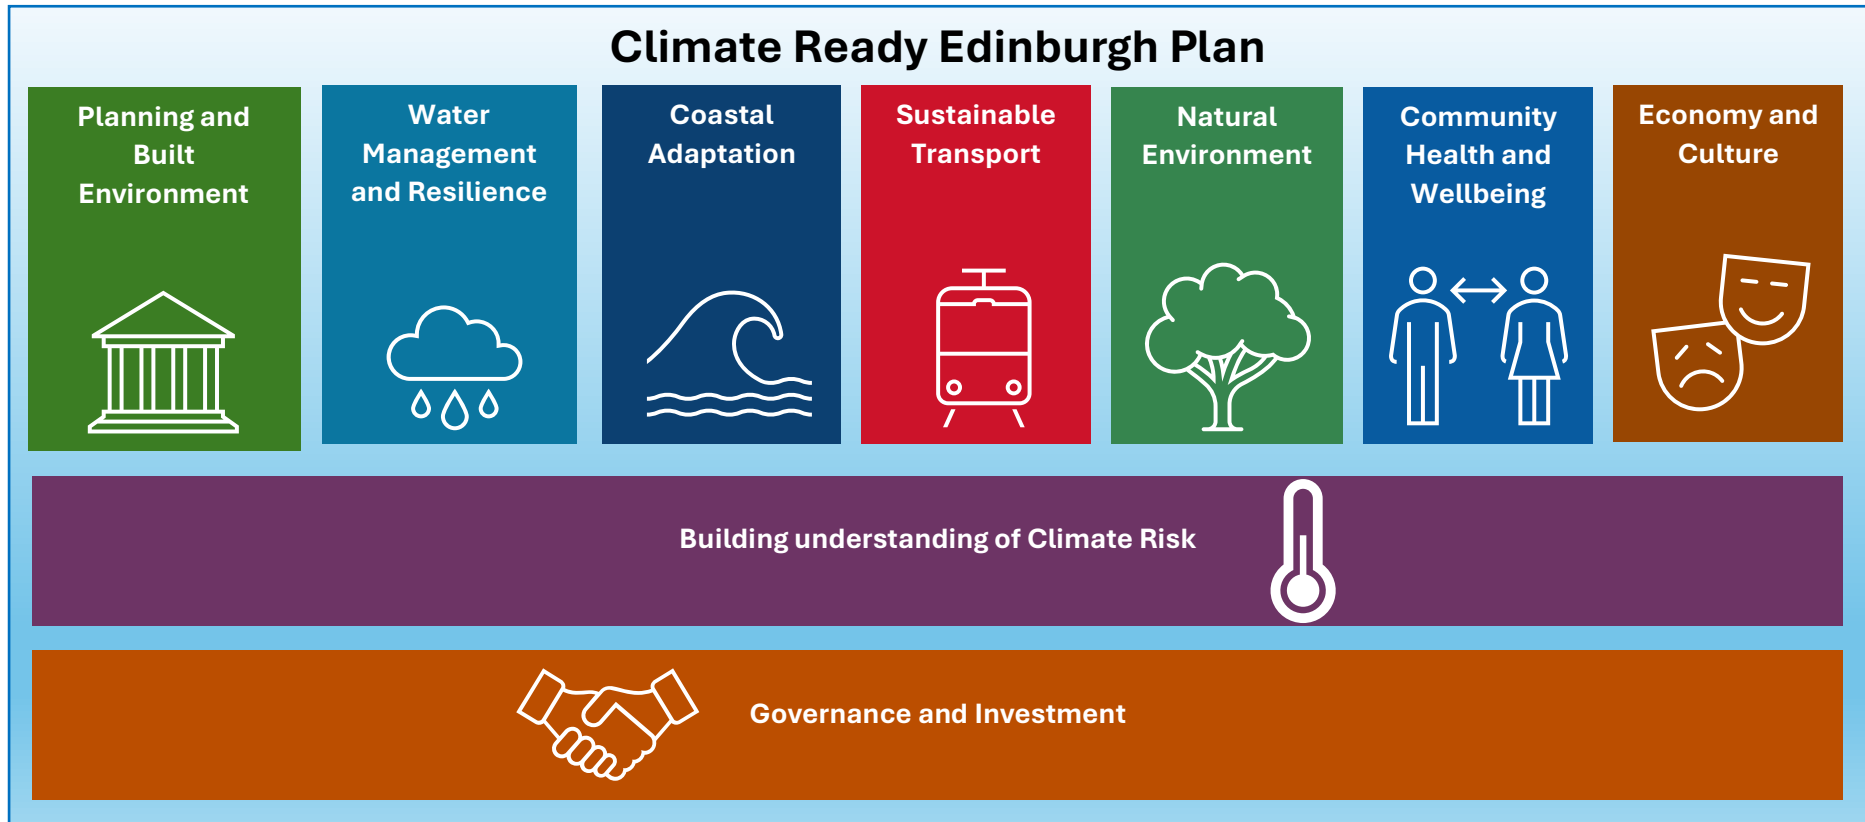 Climate Ready Edinburgh Plan
Planning and
Built
Environment
Water
Management
and Resilience
Coastal
Adaptation
Sustainable
Transport
Natural
Environment
Community
Health and
Wellbeing
Economy and
Culture
Building understanding of Climate Risk
Governance and Investment